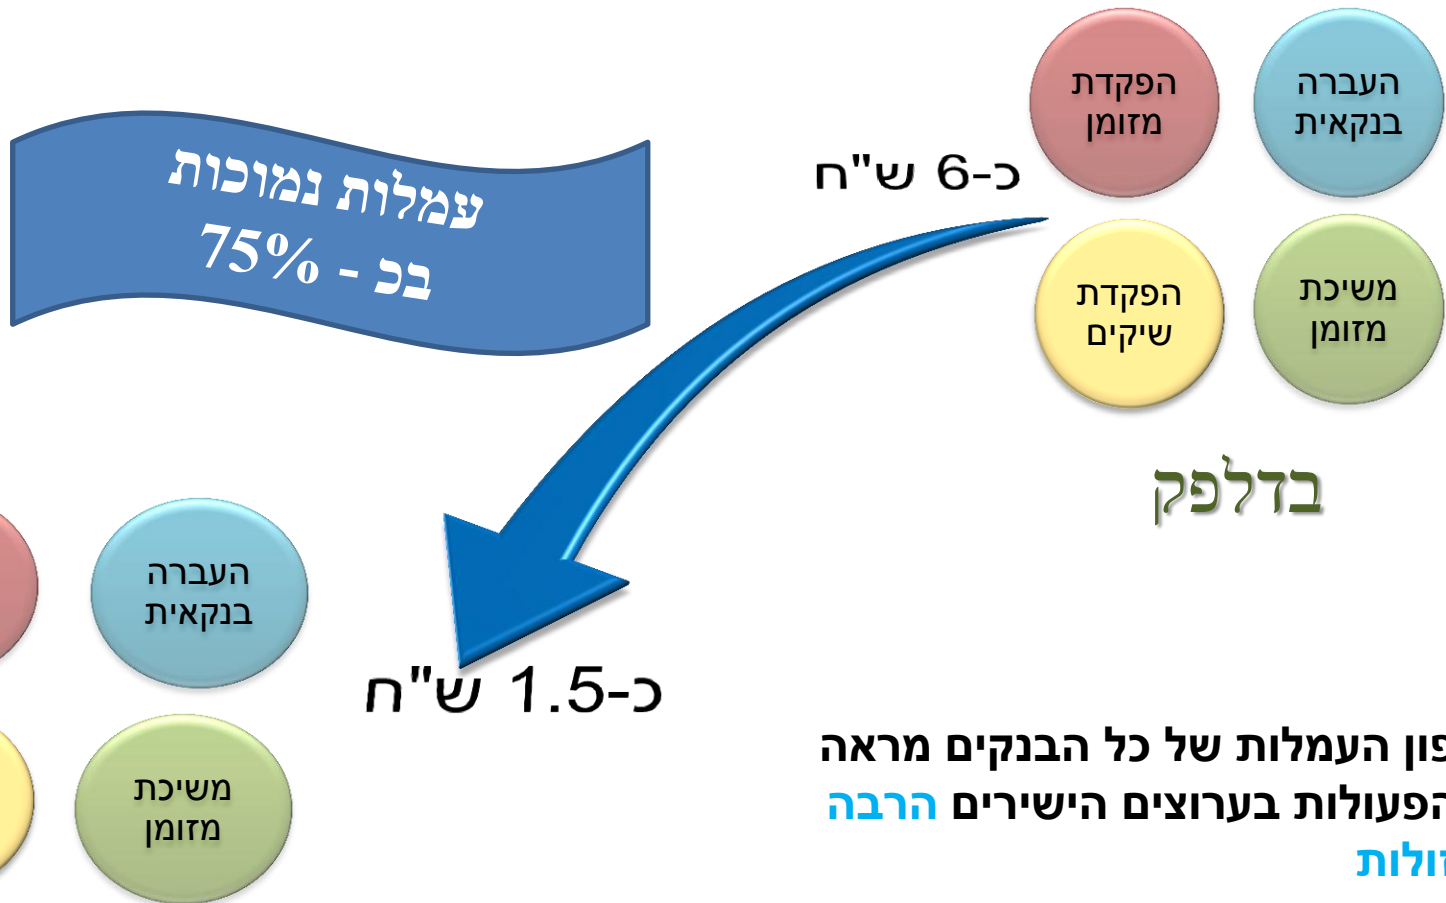 העברה
בנקאית
הפקדת
מזומן
משיכת
מזומן
הפקדת
שיקים
בדלפק
כ-6 ש"ח
עמלות נמוכות
בכ - 75%
כ-1.5 ש"ח
העברה
בנקאית
משיכת
מזומן
העמלות של כל הבנקים מראה
הפעולות בערוצים הישירים הרבה